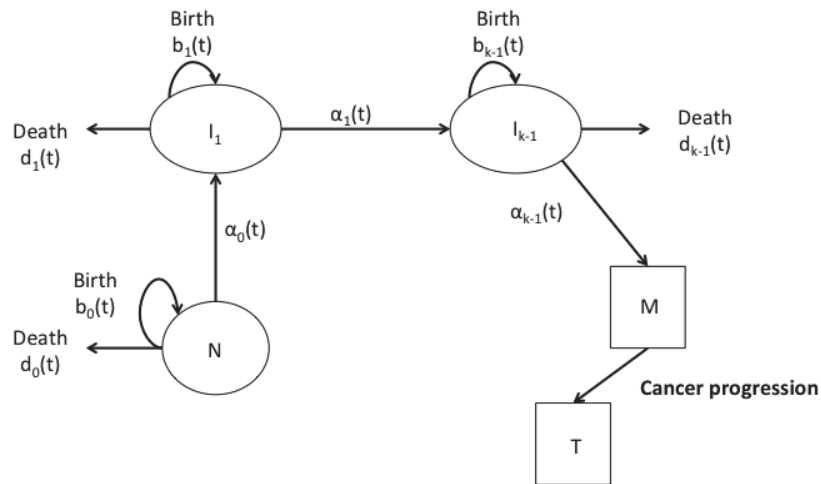 Birth
b1(t)
Birth
bk-1(t)
I1
α1(t)
Ik-1
Death
d1(t)
Death
dk-1(t)
α0(t)
αk-1(t)
Birth
b0(t)
M
Death
d0(t)
N
Cancer progression
T